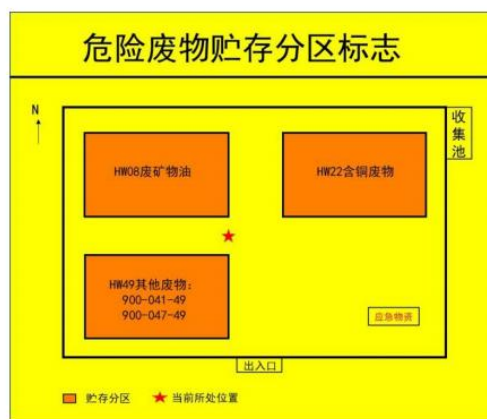 危险废物贮存分区标志
N
收集池
HW08废矿物油
HW22含铜废物
HW49其他废物：
900-041-49
900-047-49
应急物资
出入口
贮存分区
当前所处位置